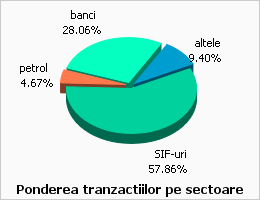 banci
28.06%
altele
9.40%
petrol
4.67%
SIF-uri
57.86%
Ponderea tranzactiilor pe sectoare